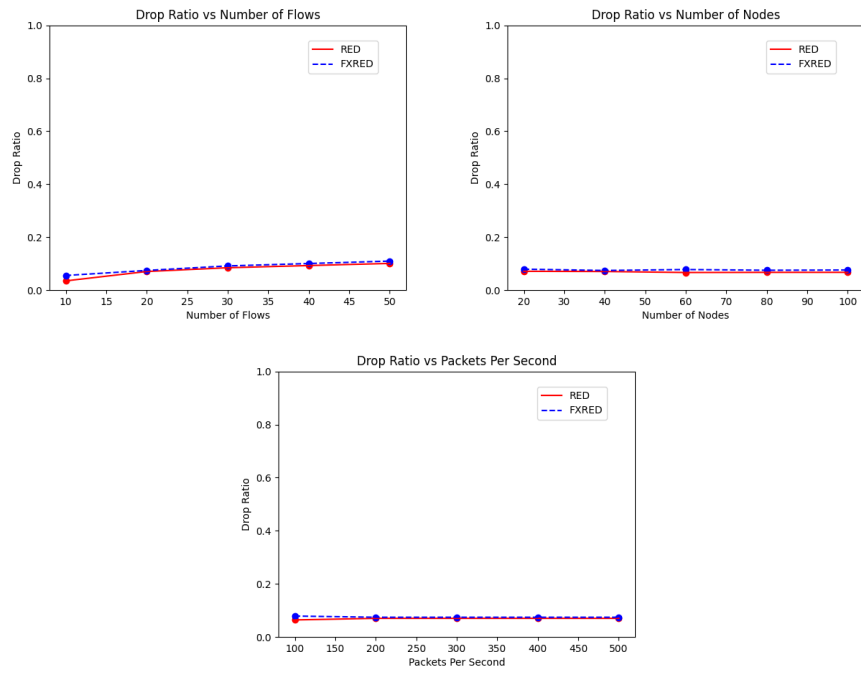 Drop Ratio vs Number of Flows
1.0
0.8
0.6
0.4
0.2
0.0
Drop Ratio
RED
FXRED
10 15 20 25 30 35 40 45 50
Number of Flows
Drop Ratio vs Number of Nodes
1.0
0.8
0.6
0.4
0.2
0.0
Drop Ratio
RED
FXRED
20 30 40 50 60 70 80 90 100
Number of Nodes
Drop Ratio vs Packets Per Second
1.0
0.8
0.6
0.4
0.2
0.0
Drop Ratio
RED
FXRED
100 150 200 250 300 350 400 450 500
Packets Per Second